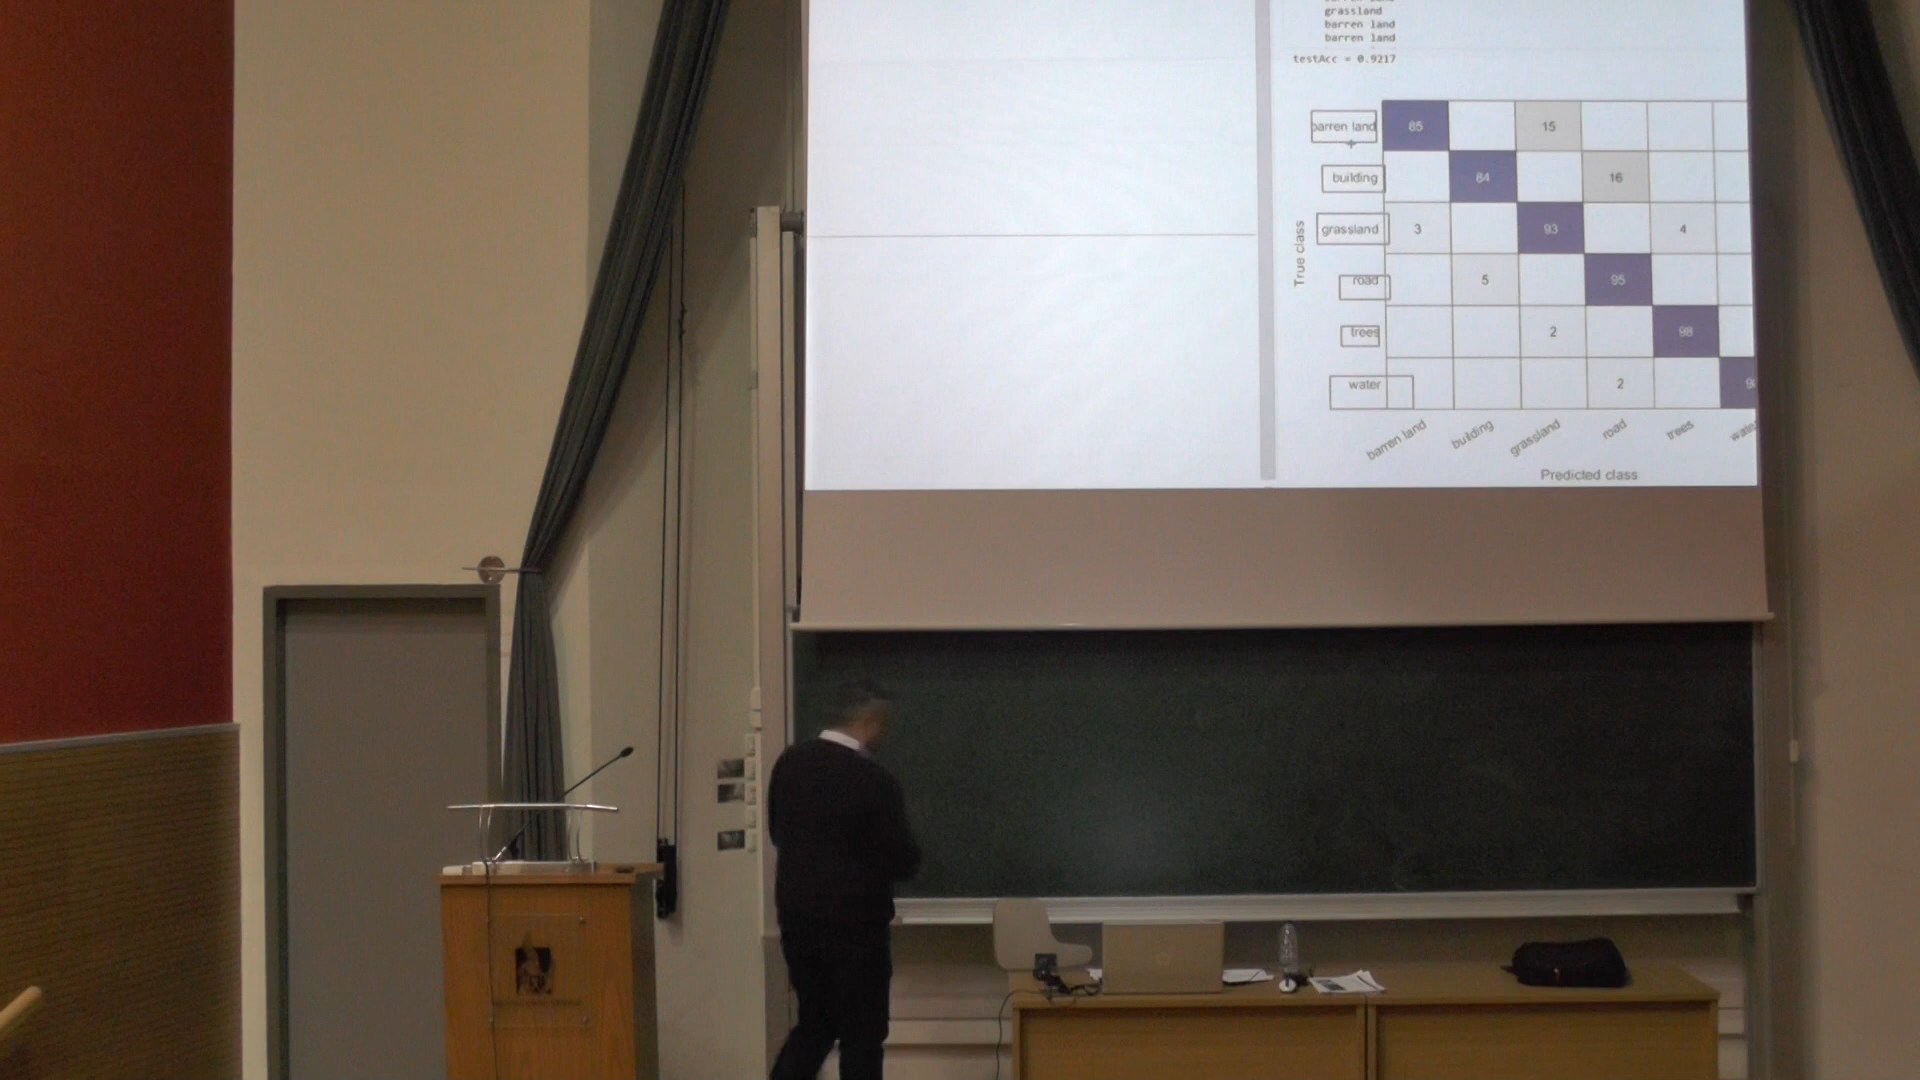 grassland
barren land
barren land
testAcc = 0.9217
barren land 85 15
building 84 16
grassland 3 93 4
road 5 95
trees 2 98
water 2
True class
barren land building grassland road trees
Predicted class